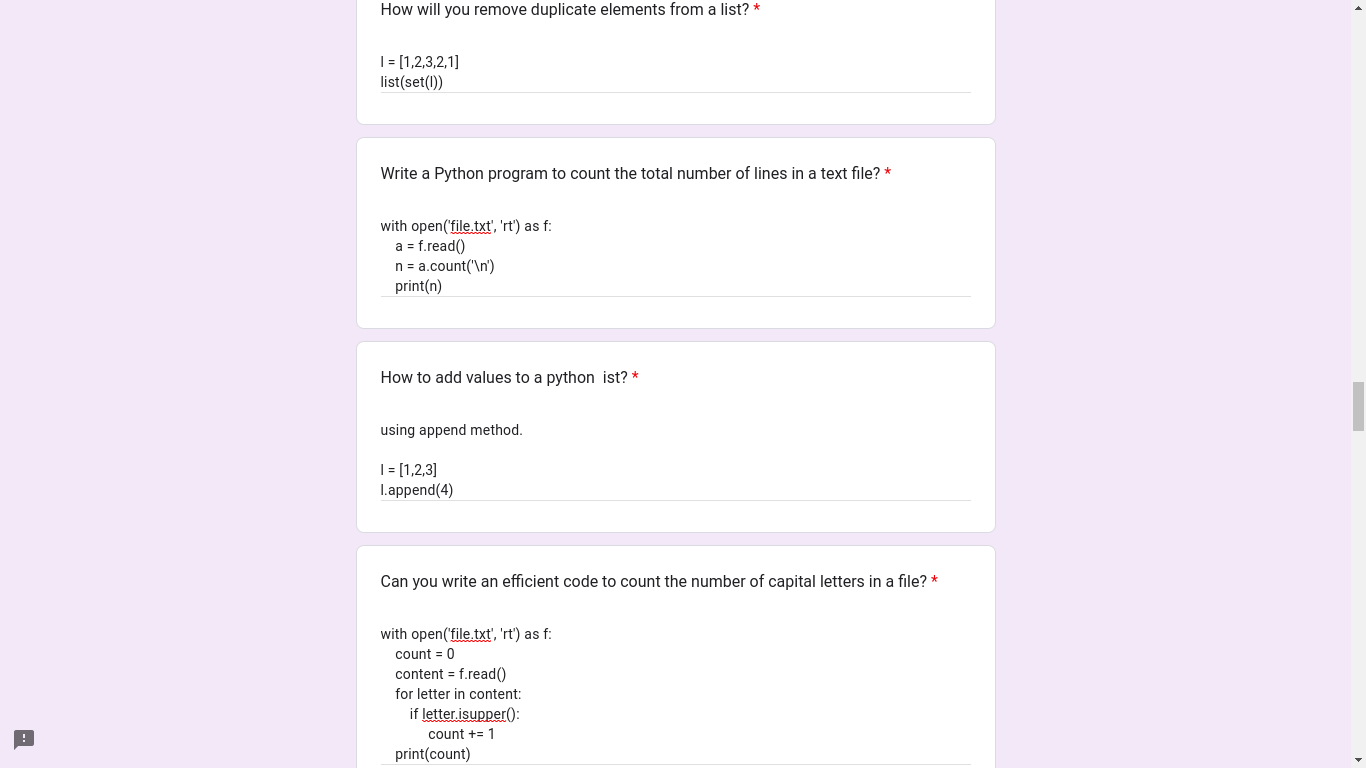 How will you remove duplicate elements from a list? *
l = [1,2,3,2,1]
list(set(l))
Write a Python program to count the total number of lines in a text file? *
with open('file.txt', 'rt') as f:
    a = f.read()
    n = a.count('\n')
    print(n)
How to add values to a python  ist? *
using append method.
l = [1,2,3]
l.append(4)
Can you write an efficient code to count the number of capital letters in a file? *
with open('file.txt', 'rt') as f:
    count = 0
    content = f.read()
    for letter in content:
        if letter.isupper():
             count += 1
    print(count)